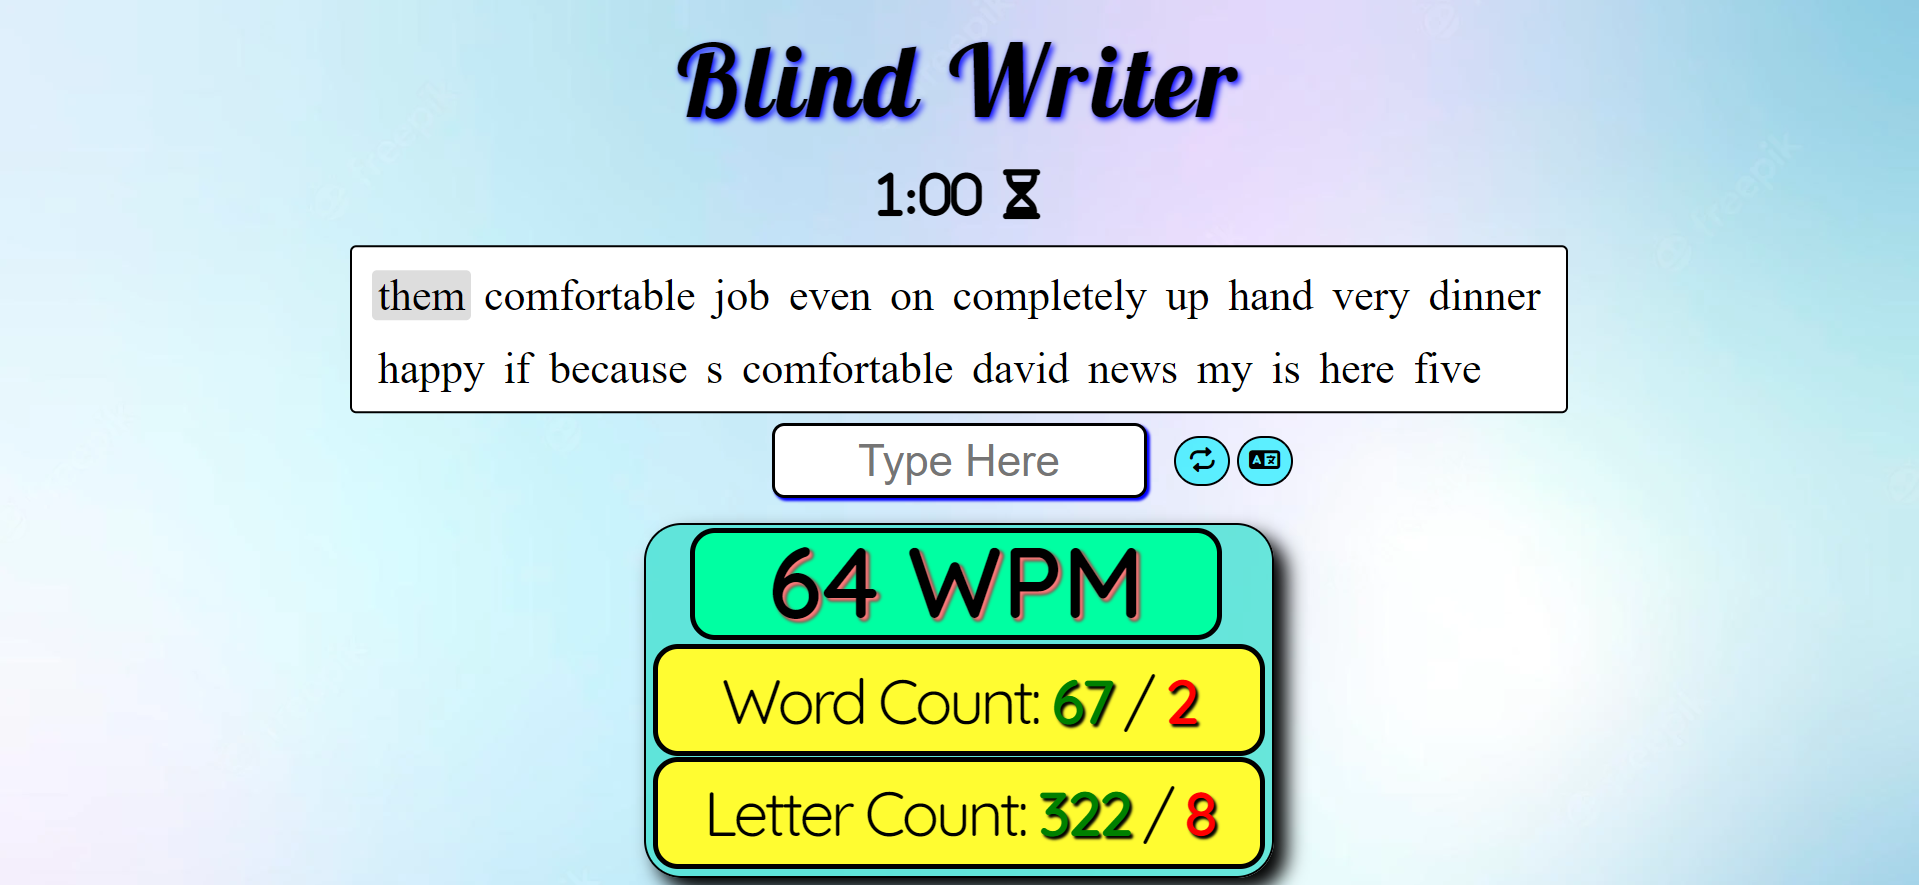 Blind Writer
1:00
them comfortable job even on completely up hand very dinner
happy if because s comfortable david news my is here five
Type Here
64 WPM
Word Count: 67 / 2
Letter Count: 322 / 8